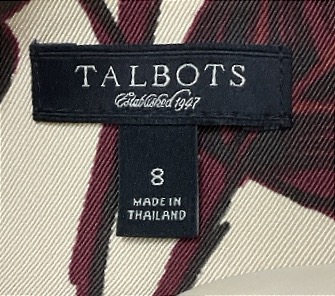 TALBOTS
Established 1947
8
MADE IN
THAILAND